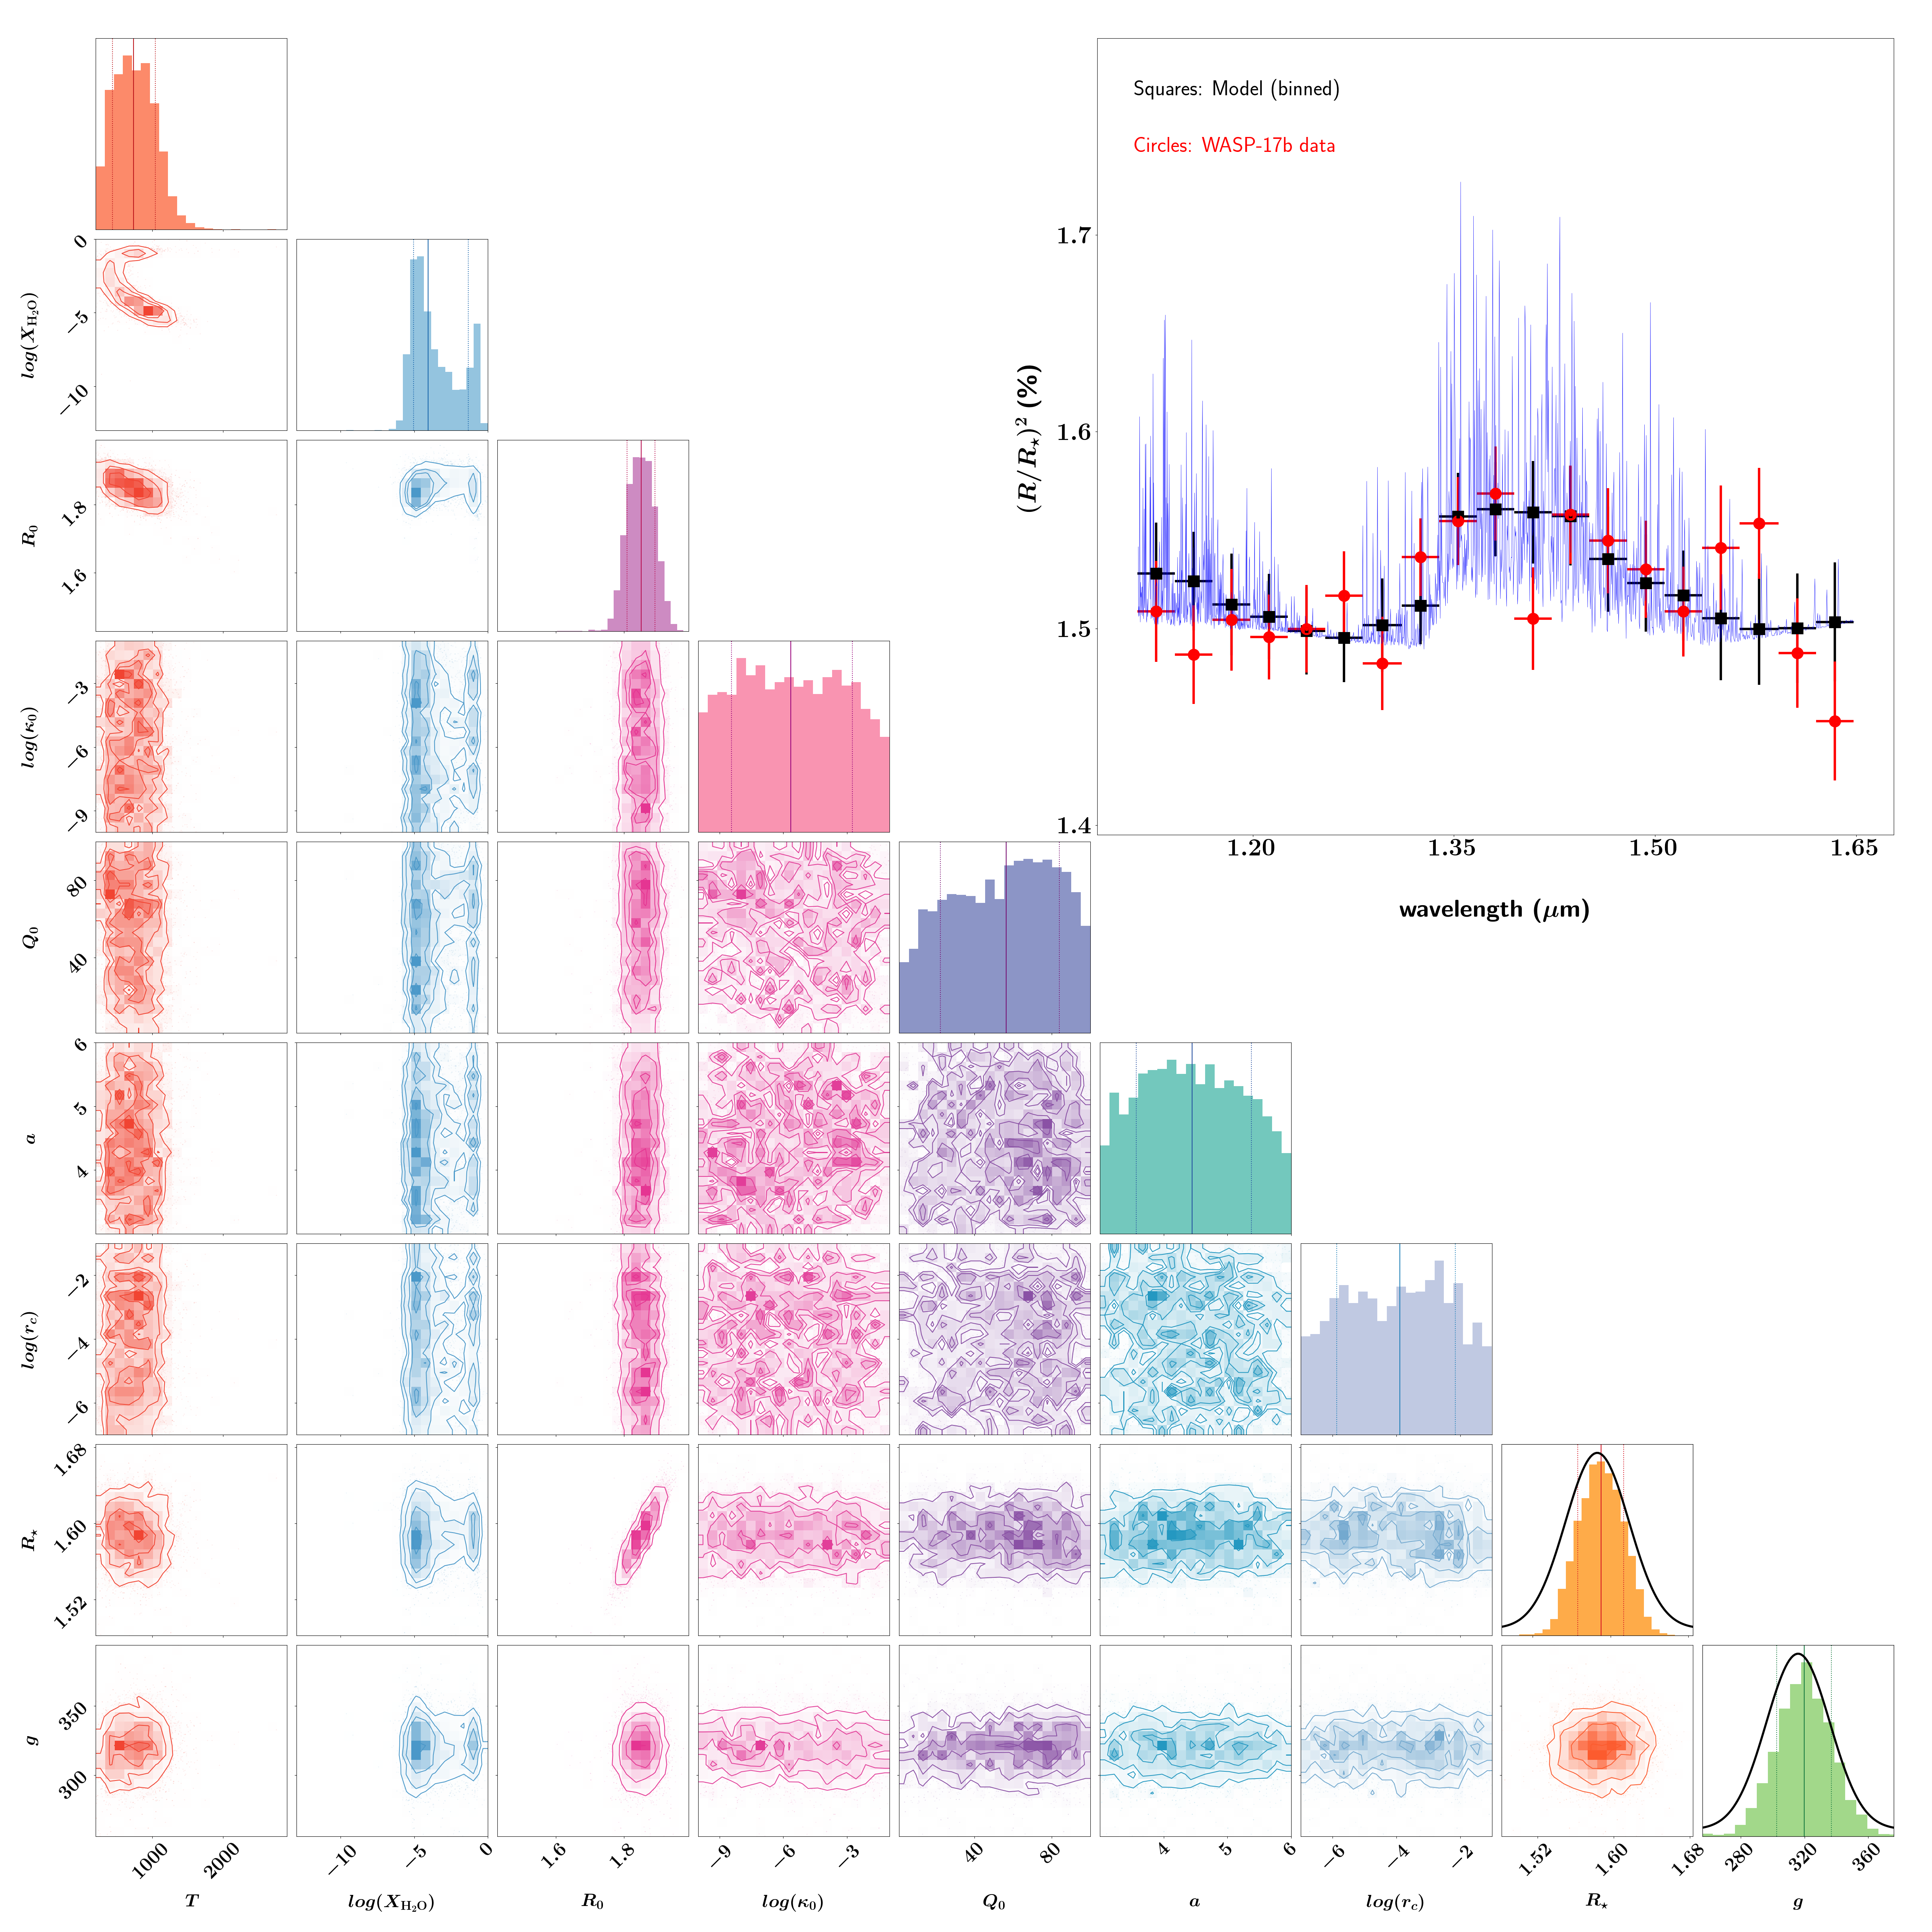 Squares: Model (binned)
Circles: WASP-17b data
(R/R⋆)² (%)
1.7
1.6
1.5
1.4
1.20 1.35 1.50 1.65
wavelength (μm)
log(X_H₂O)
0
−5
−10
R₀
1.8
1.6
log(κ₀)
−3
−6
−9
Q₀
80
40
a
6
5
4
log(r_c)
−2
−4
−6
R⋆
1.68
1.60
1.52
g
350
300
1000 2000 −10 −5 0 1.6 1.8 −9 −6 −3 40 80 4 5 6 −6 −4 −2 1.52 1.60 1.68 280 320 360
T log(X_H₂O) R₀ log(κ₀) Q₀ a log(r_c) R⋆ g